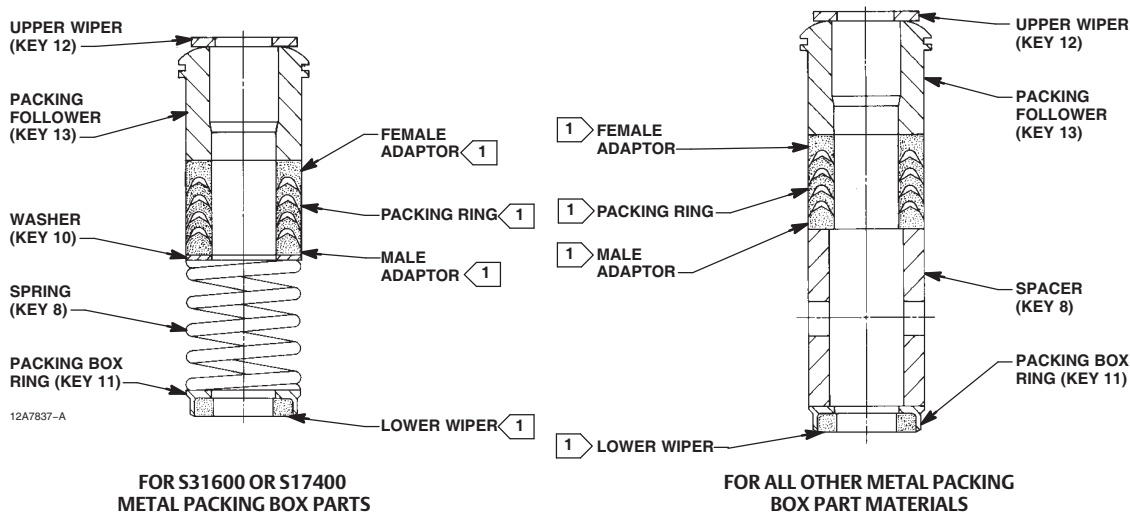 UPPER WIPER
(KEY 12)
PACKING
FOLLOWER
(KEY 13)
WASHER
(KEY 10)
SPRING
(KEY 8)
PACKING BOX
RING (KEY 11)
12A7837-A
FEMALE
ADAPTOR 1
PACKING RING 1
MALE
ADAPTOR 1
LOWER WIPER 1
FOR S31600 OR S17400
METAL PACKING BOX PARTS
1 FEMALE
ADAPTOR
1 PACKING RING
1 MALE
ADAPTOR
1 LOWER WIPER
UPPER WIPER
(KEY 12)
PACKING
FOLLOWER
(KEY 13)
SPACER
(KEY 8)
PACKING BOX
RING (KEY 11)
FOR ALL OTHER METAL PACKING
BOX PART MATERIALS